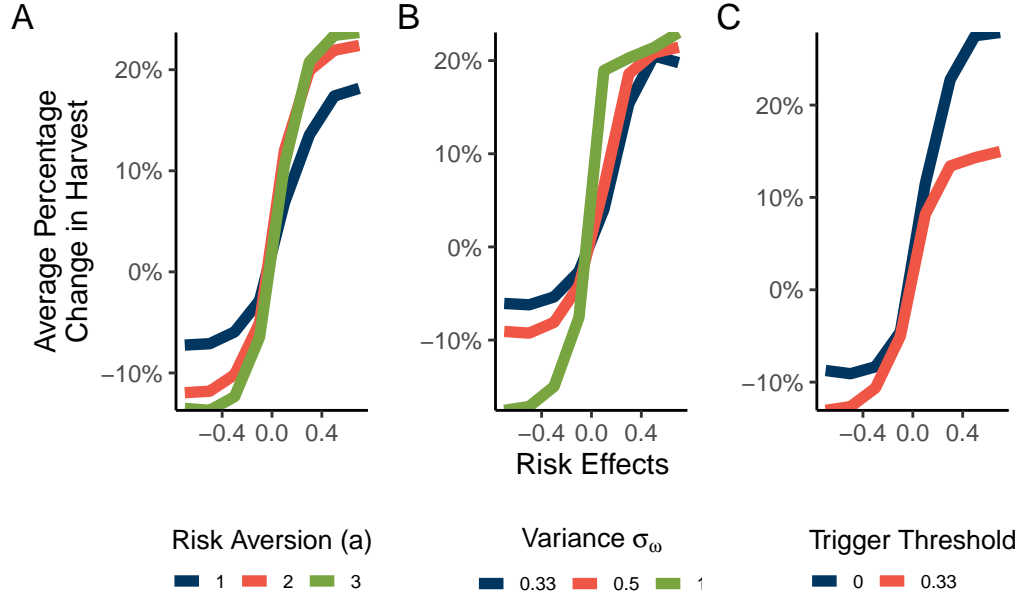 A
B
C
Average Percentage
Change in Harvest
20%
10%
0%
−10%
−0.4 0.0 0.4
20%
10%
0%
−10%
−0.4 0.0 0.4
20%
10%
0%
−10%
−0.4 0.0 0.4
Risk Effects
Risk Aversion (a)
1 2 3
Variance σω
0.33 0.5 1
Trigger Threshold
0 0.33